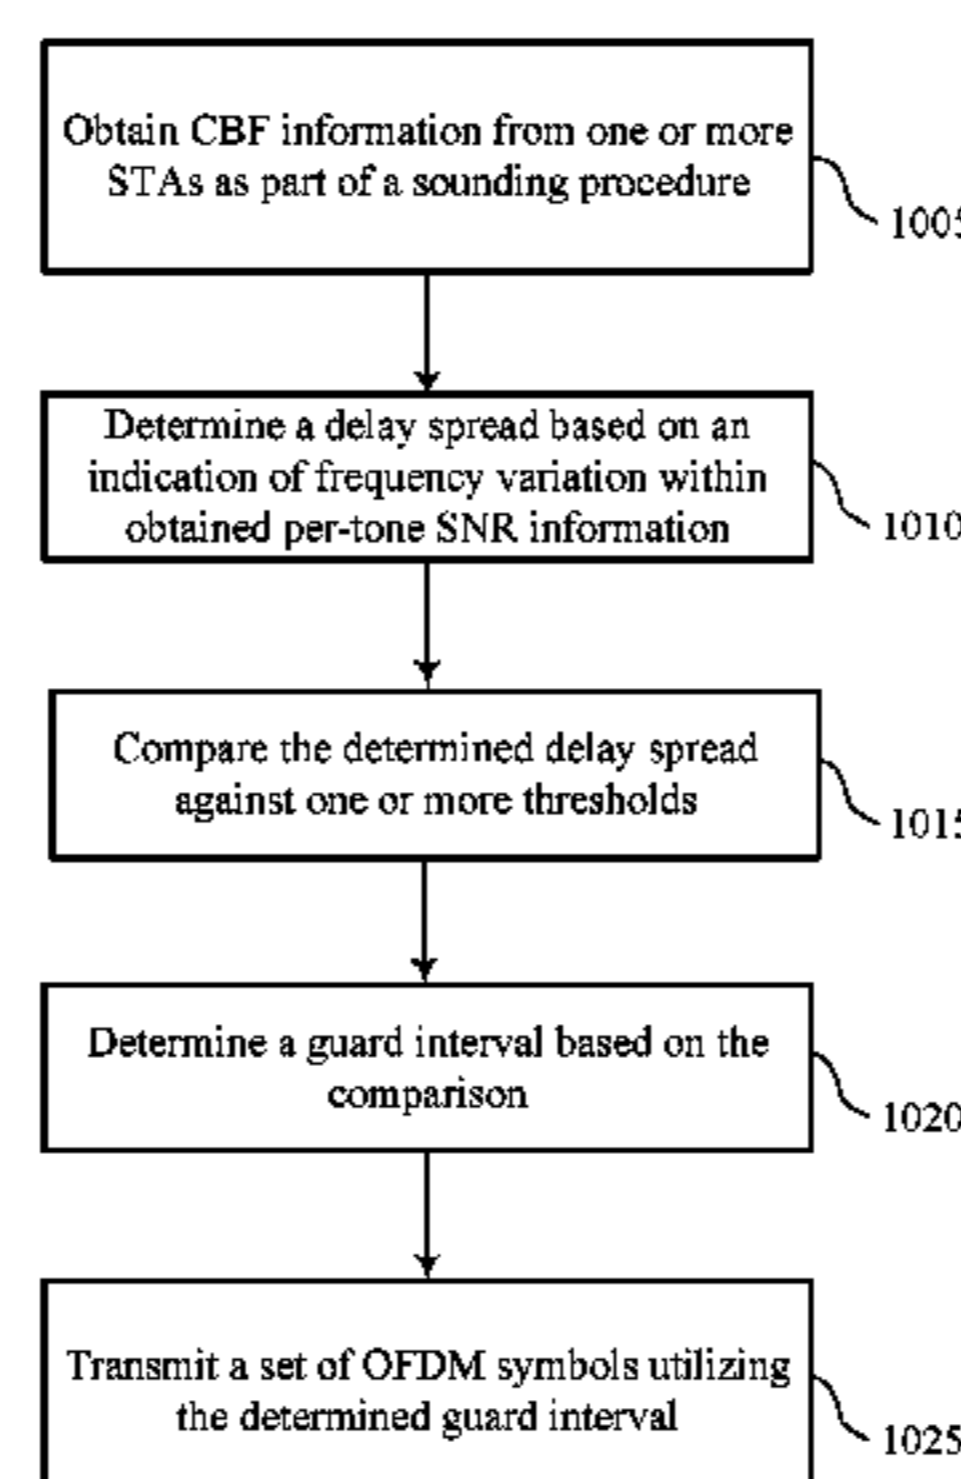 Obtain CBF information from one or more
STAs as part of a sounding procedure
1005
Determine a delay spread based on an
indication of frequency variation within
obtained per-tone SNR information
1010
Compare the determined delay spread
against one or more thresholds
1015
Determine a guard interval based on the
comparison
1020
Transmit a set of OFDM symbols utilizing
the determined guard interval
1025